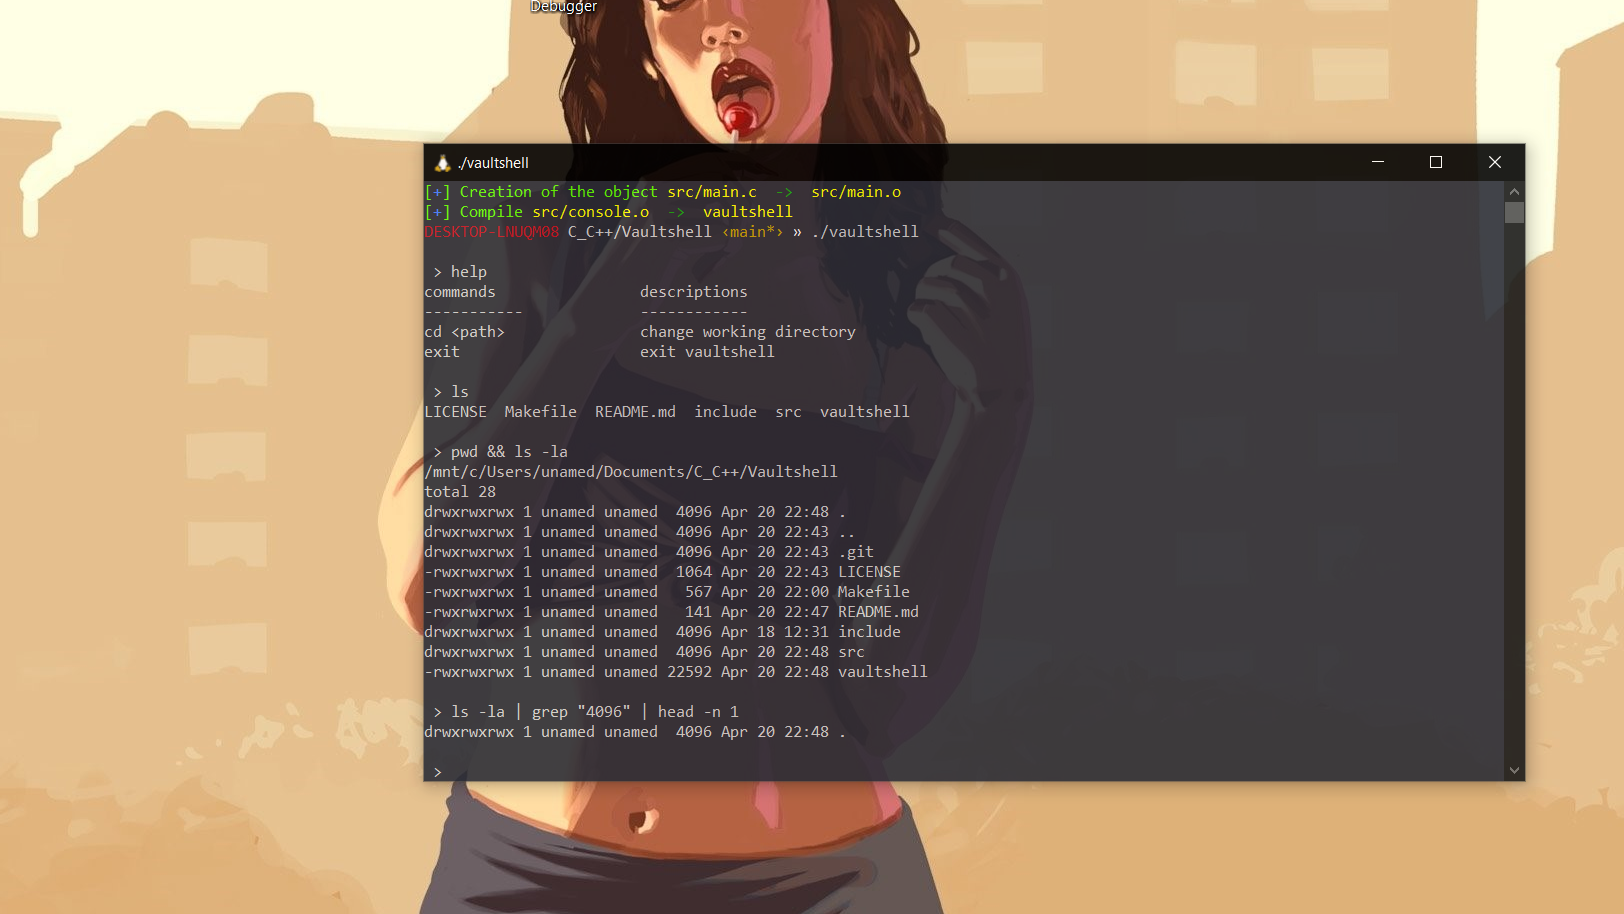 Debugger
./vaultshell
[+] Creation of the object src/main.c  ->  src/main.o
[+] Compile src/console.o  ->  vaultshell
DESKTOP-LNUQM08 C_C++/Vaultshell ‹main*› » ./vaultshell
> help
commands                descriptions
-----------             ------------
cd <path>               change working directory
exit                    exit vaultshell
> ls
LICENSE  Makefile  README.md  include  src  vaultshell
> pwd && ls -la
/mnt/c/Users/unamed/Documents/C_C++/Vaultshell
total 28
drwxrwxrwx 1 unamed unamed  4096 Apr 20 22:48 .
drwxrwxrwx 1 unamed unamed  4096 Apr 20 22:43 ..
drwxrwxrwx 1 unamed unamed  4096 Apr 20 22:43 .git
-rwxrwxrwx 1 unamed unamed  1064 Apr 20 22:43 LICENSE
-rwxrwxrwx 1 unamed unamed   567 Apr 20 22:00 Makefile
-rwxrwxrwx 1 unamed unamed   141 Apr 20 22:47 README.md
drwxrwxrwx 1 unamed unamed  4096 Apr 18 12:31 include
drwxrwxrwx 1 unamed unamed  4096 Apr 20 22:48 src
-rwxrwxrwx 1 unamed unamed 22592 Apr 20 22:48 vaultshell
> ls -la | grep "4096" | head -n 1
drwxrwxrwx 1 unamed unamed  4096 Apr 20 22:48 .
>